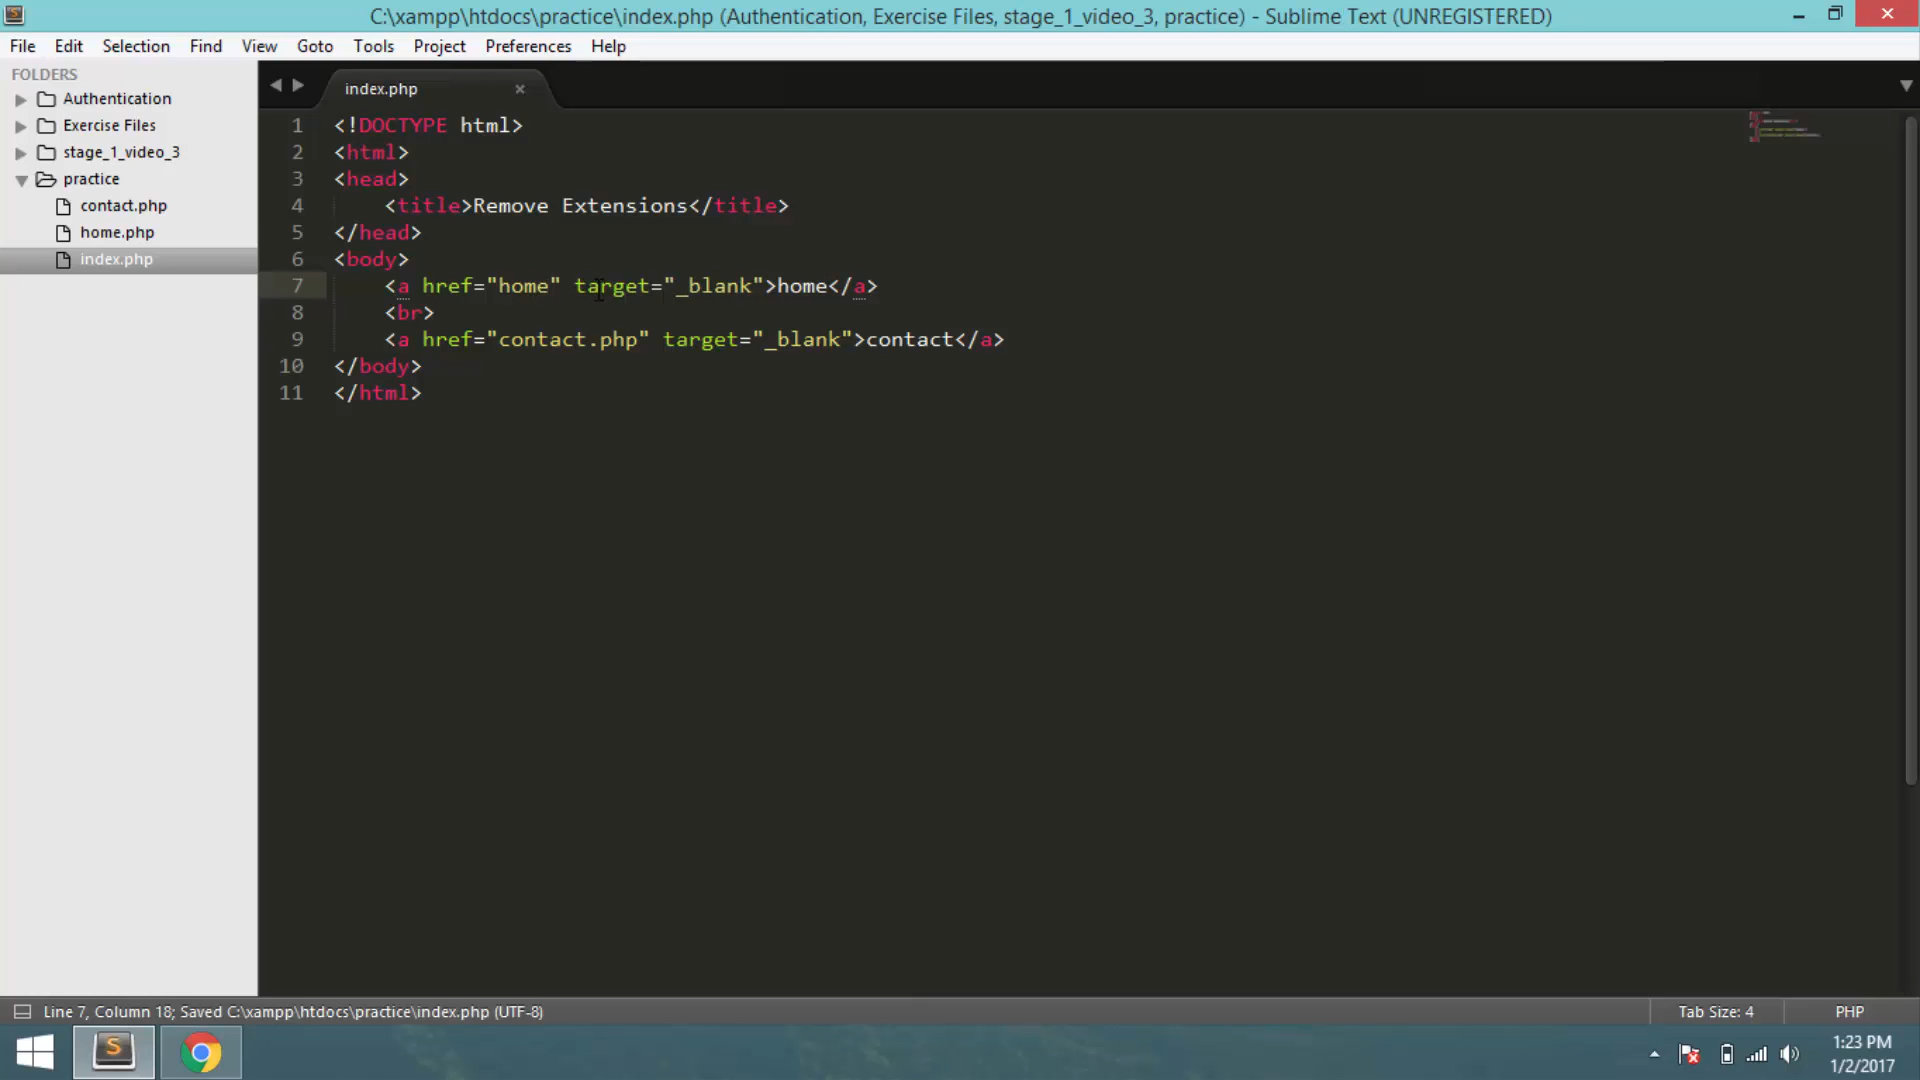 C:\xampp\htdocs\practice\index.php (Authentication, Exercise Files, stage_1_video_3, practice) - Sublime Text (UNREGISTERED)
File Edit Selection Find View Goto Tools Project Preferences Help
FOLDERS
Authentication
Exercise Files
stage_1_video_3
practice
contact.php
home.php
index.php
index.php ×
1 <!DOCTYPE html>
2 <html>
3 <head>
4     <title>Remove Extensions</title>
5 </head>
6 <body>
7     <a href="home" target="_blank">home</a>
8     <br>
9     <a href="contact.php" target="_blank">contact</a>
10 </body>
11 </html>
Line 7, Column 18; Saved C:\xampp\htdocs\practice\index.php (UTF-8) Tab Size: 4 PHP
1:23 PM
1/2/2017